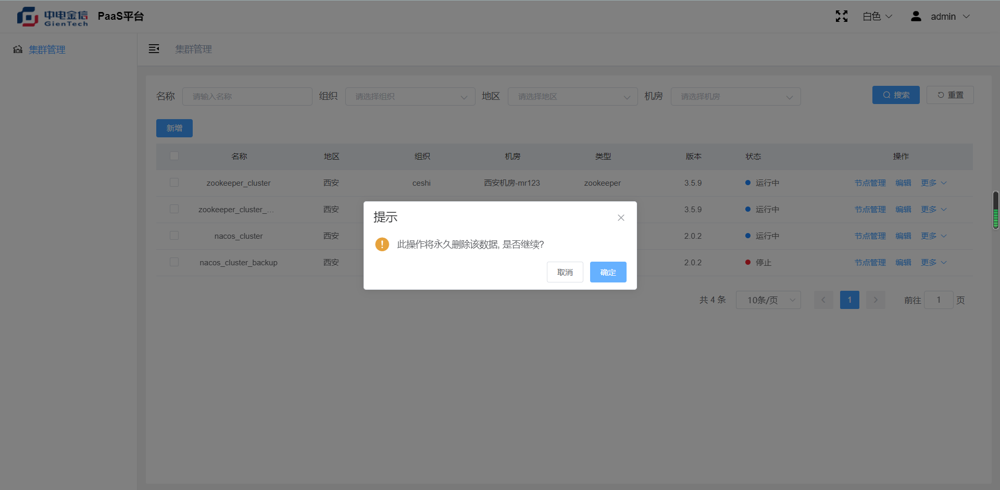 中电金信
GienTech
PaaS平台
白色
admin
集群管理
集群管理
名称 请输入名称 组织 请选择组织 地区 请选择地区 机房 请选择机房 搜索 重置
新增
名称 地区 组织 机房 类型 版本 状态 操作
zookeeper_cluster 西安 ceshi 西安机房-mr123 zookeeper 3.5.9 运行中 节点管理 编辑 更多
zookeeper_cluster_... 西安 3.5.9 运行中 节点管理 编辑 更多
nacos_cluster 西安 2.0.2 运行中 节点管理 编辑 更多
nacos_cluster_backup 西安 2.0.2 停止 节点管理 编辑 更多
提示
此操作将永久删除该数据, 是否继续?
取消 确定
共 4 条 10条/页 1 前往 1 页